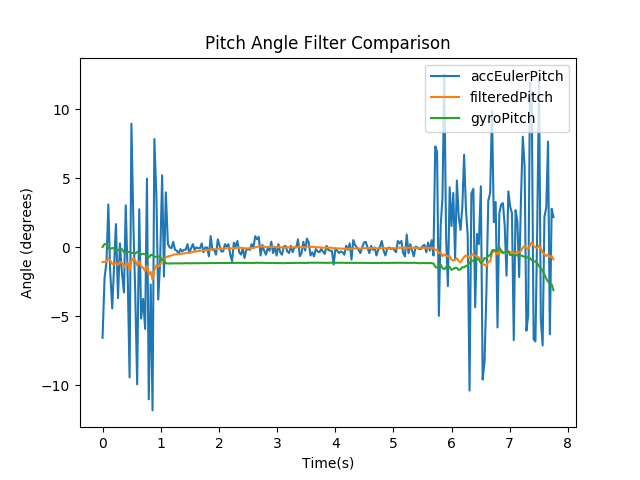 Pitch Angle Filter Comparison
accEulerPitch
filteredPitch
gyroPitch
Angle (degrees)
10
5
0
−5
−10
0 1 2 3 4 5 6 7 8
Time(s)